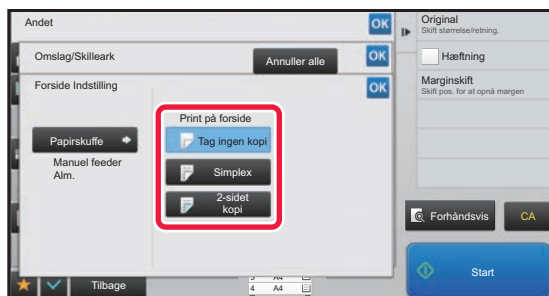 Andet
OK
Omslag/Skilleark
Annuller alle
OK
Forside Indstilling
OK
Print på forside
Papirskuffe
Manuel feeder
Alm.
Tag ingen kopi
Simplex
2-sidet
kopi
Tilbage
3 A4
4 A4
Original
Skift størrelse/retning.
Hæftning
Marginskift
Skift pos. for at opnå margen
Forhåndsvis
CA
Start